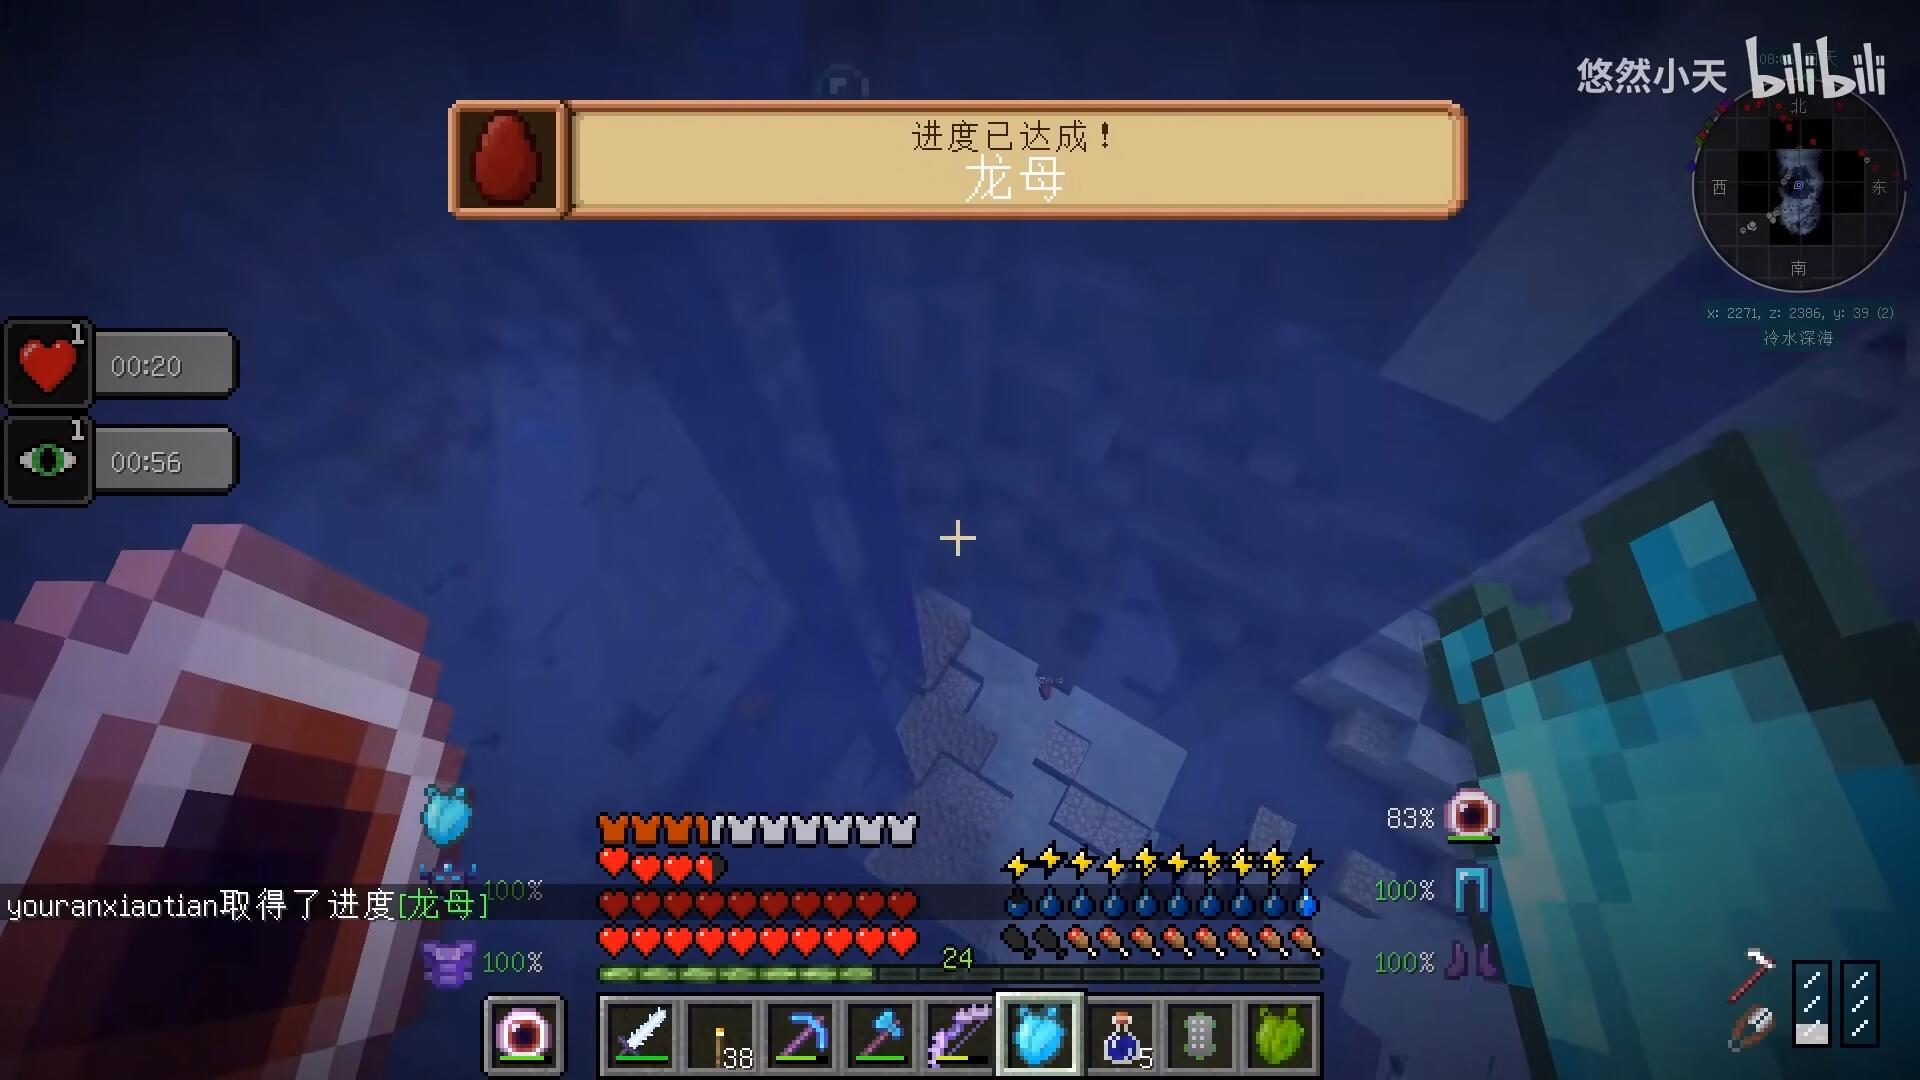 悠然小天 bilibili
进度已达成！
龙母
北
西
东
南
x: 2271, z: 2386, y: 39 (2)
冷水深海
1
00:20
1
00:56
83%
100%
100%
youranxiaotian取得了进度[龙母]
100%
100%
24
38
5